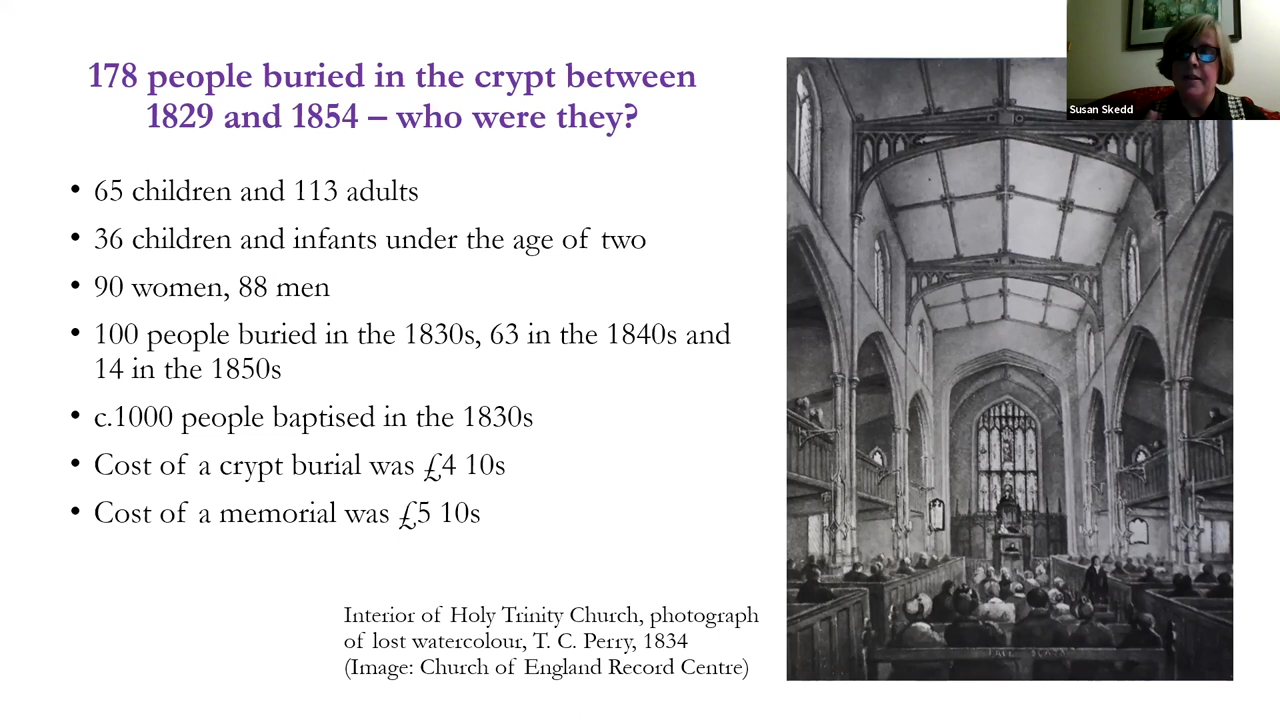 178 people buried in the crypt between
1829 and 1854 – who were they?
• 65 children and 113 adults
• 36 children and infants under the age of two
• 90 women, 88 men
• 100 people buried in the 1830s, 63 in the 1840s and
14 in the 1850s
• c.1000 people baptised in the 1830s
• Cost of a crypt burial was £4 10s
• Cost of a memorial was £5 10s
Interior of Holy Trinity Church, photograph
of lost watercolour, T. C. Perry, 1834
(Image: Church of England Record Centre)
Susan Skedd
FREE SEATS